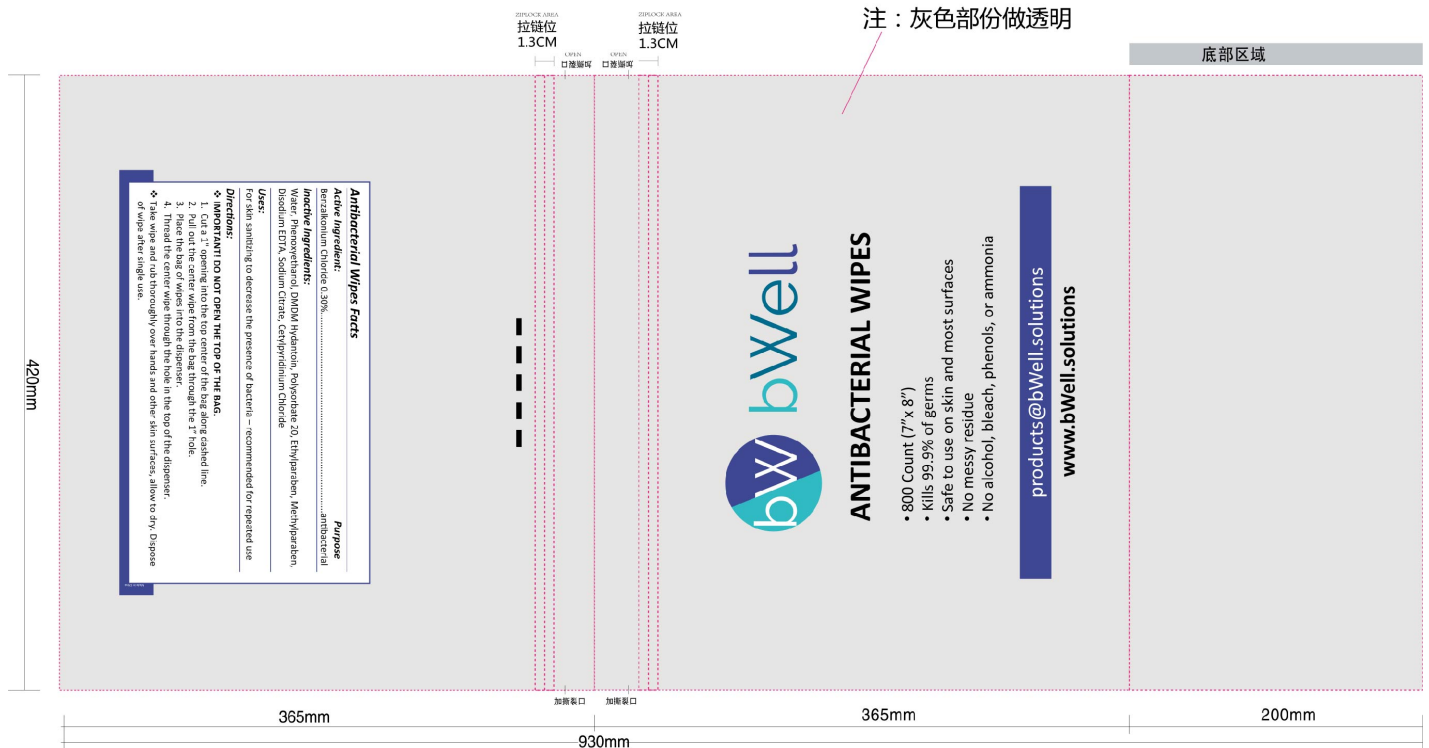 ZIPLOCK AREA
拉链位
1.3CM
OPEN
加撕裂口
ZIPLOCK AREA
拉链位
1.3CM
OPEN
加撕裂口
注：灰色部份做透明
底部区域
Antibacterial Wipes Facts
Active Ingredient: Purpose
Benzalkonium Chloride 0.30%......antibacterial
Inactive Ingredients:
Water, Phenoxyethanol, DMDM Hydantoin, Polysorbate 20, Ethylparaben, Methylparaben,
Disodium EDTA, Sodium Citrate, Cetylpyridinium Chloride
Uses:
For skin sanitizing to decrease the presence of bacteria – recommended for repeated use
Directions:
❖ IMPORTANT! DO NOT OPEN THE TOP OF THE BAG.
1. Cut a 1" opening into the top center of the bag along dashed line.
2. Pull out the center wipe from the bag through the 1" hole.
3. Place the bag of wipes into the dispenser.
4. Thread the center wipe through the hole in the top of the dispenser.
❖ Take wipe and rub thoroughly over hands and other skin surfaces, allow to dry. Dispose
of wipe after single use.
bW bWell
ANTIBACTERIAL WIPES
• 800 Count (7”x 8”)
• Kills 99.9% of germs
• Safe to use on skin and most surfaces
• No messy residue
• No alcohol, bleach, phenols, or ammonia
products@bWell.solutions
www.bWell.solutions
420mm
加撕裂口
加撕裂口
365mm
365mm
200mm
930mm